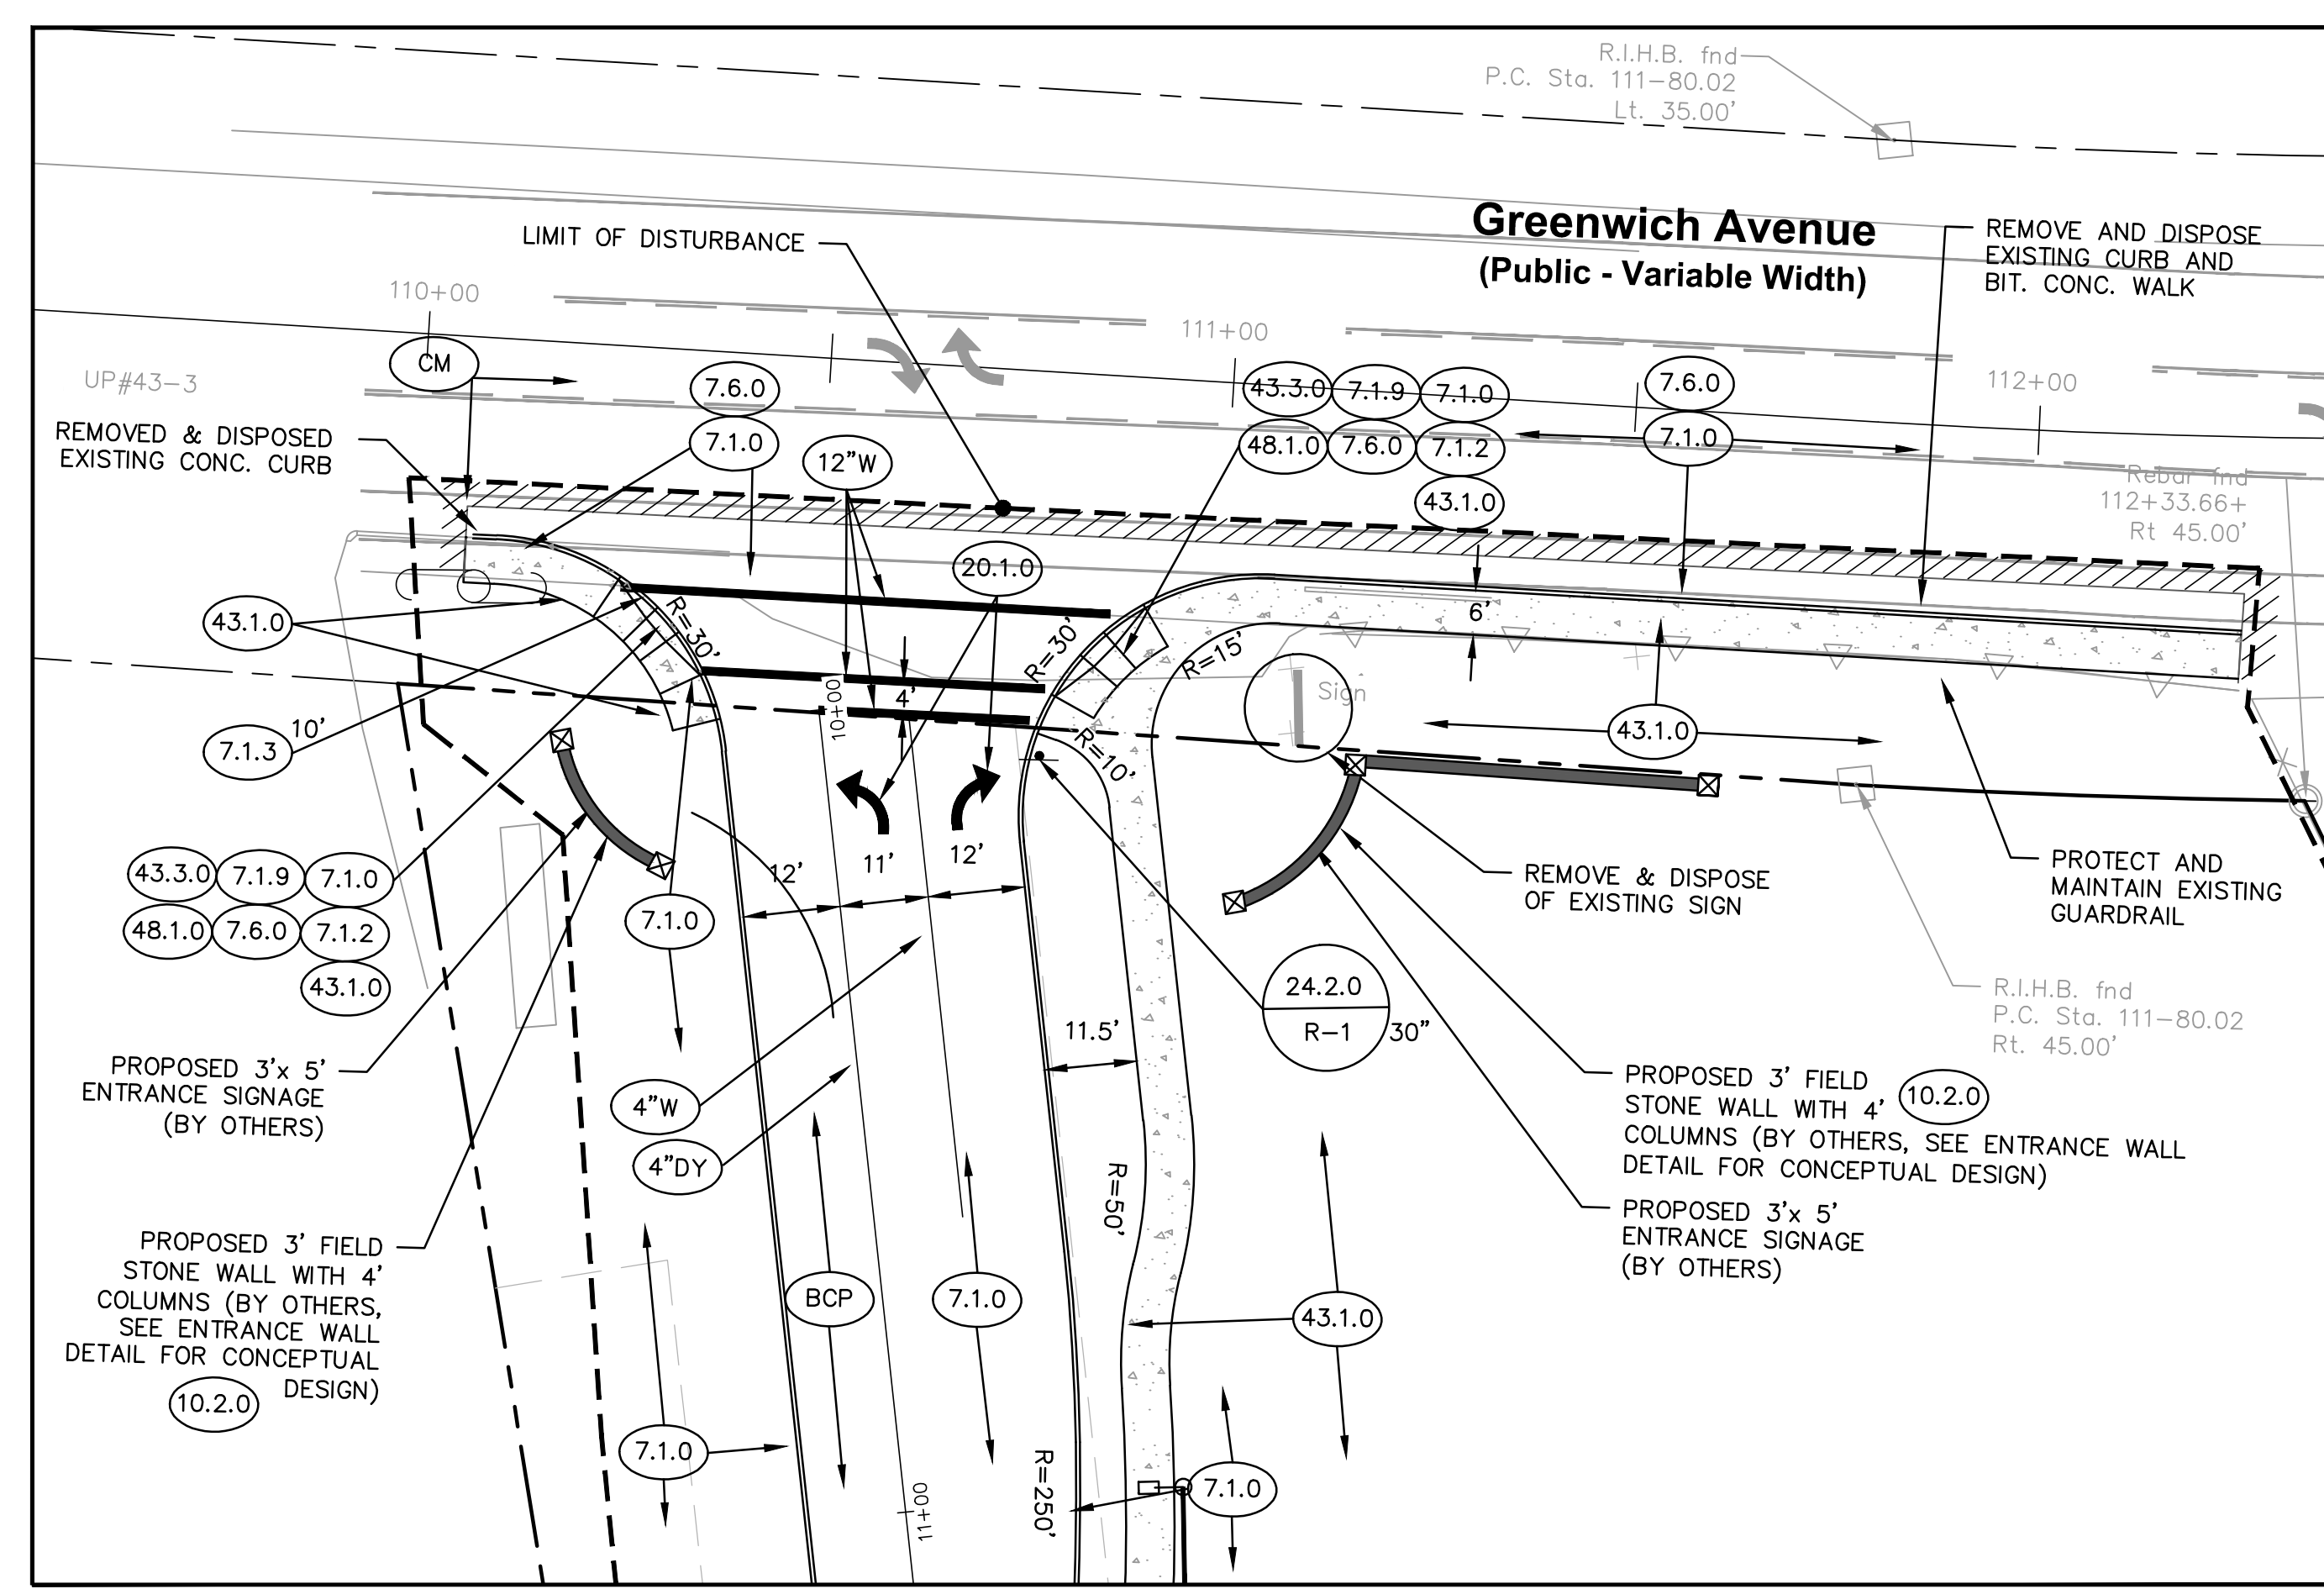 R.I.H.B. fnd
P.C. Sta. 111-80.02
Lt. 35.00'
Greenwich Avenue
(Public - Variable Width)
REMOVE AND DISPOSE
EXISTING CURB AND
BIT. CONC. WALK
LIMIT OF DISTURBANCE
110+00
111+00
112+00
UP#43-3
CM
REMOVED & DISPOSED
EXISTING CONC. CURB
7.6.0
7.1.0
12"W
43.3.0 7.1.9 7.1.0
48.1.0 7.6.0 7.1.2
43.1.0
7.6.0
7.1.0
Rebar fnd
112+33.66+
Rt 45.00'
20.1.0
43.1.0
R=30'
R=30'
R=15'
6'
Sign
10'
7.1.3
10+00
4'
R=10'
43.1.0
12'
11'
12'
43.3.0 7.1.9 7.1.0
48.1.0 7.6.0 7.1.2
43.1.0
7.1.0
REMOVE & DISPOSE
OF EXISTING SIGN
PROTECT AND
MAINTAIN EXISTING
GUARDRAIL
24.2.0
R-1
30"
R.I.H.B. fnd
P.C. Sta. 111-80.02
Rt. 45.00'
11.5'
PROPOSED 3'x 5'
ENTRANCE SIGNAGE
(BY OTHERS)
4"W
4"DY
PROPOSED 3' FIELD
STONE WALL WITH 4'
COLUMNS (BY OTHERS, SEE ENTRANCE WALL
DETAIL FOR CONCEPTUAL DESIGN)
10.2.0
R=50'
PROPOSED 3'x 5'
ENTRANCE SIGNAGE
(BY OTHERS)
PROPOSED 3' FIELD
STONE WALL WITH 4'
COLUMNS (BY OTHERS,
SEE ENTRANCE WALL
DETAIL FOR CONCEPTUAL
DESIGN)
10.2.0
BCP
7.1.0
43.1.0
7.1.0
R=250'
11+00
7.1.0